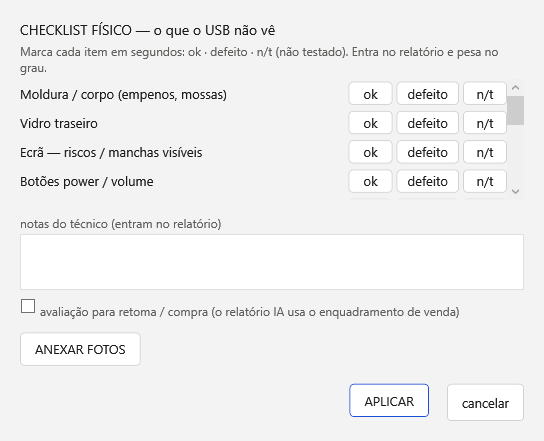 CHECKLIST FÍSICO — o que o USB não vê
Marca cada item em segundos: ok · defeito · n/t (não testado). Entra no relatório e pesa no
grau.
Moldura / corpo (empenos, mossas) ok defeito n/t
Vidro traseiro ok defeito n/t
Ecrã — riscos / manchas visíveis ok defeito n/t
Botões power / volume ok defeito n/t
notas do técnico (entram no relatório)
avaliação para retoma / compra (o relatório IA usa o enquadramento de venda)
ANEXAR FOTOS
APLICAR cancelar